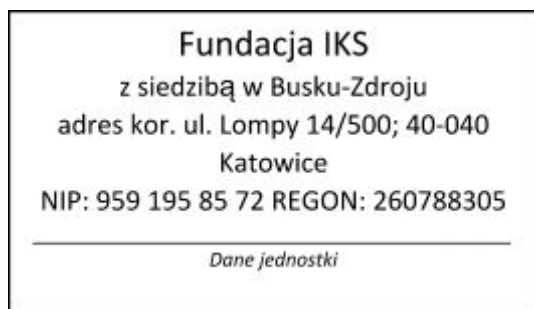 Fundacja IKS
z siedzibą w Busku-Zdroju
adres kor. ul. Lompy 14/500; 40-040
Katowice
NIP: 959 195 85 72 REGON: 260788305
Dane jednostki